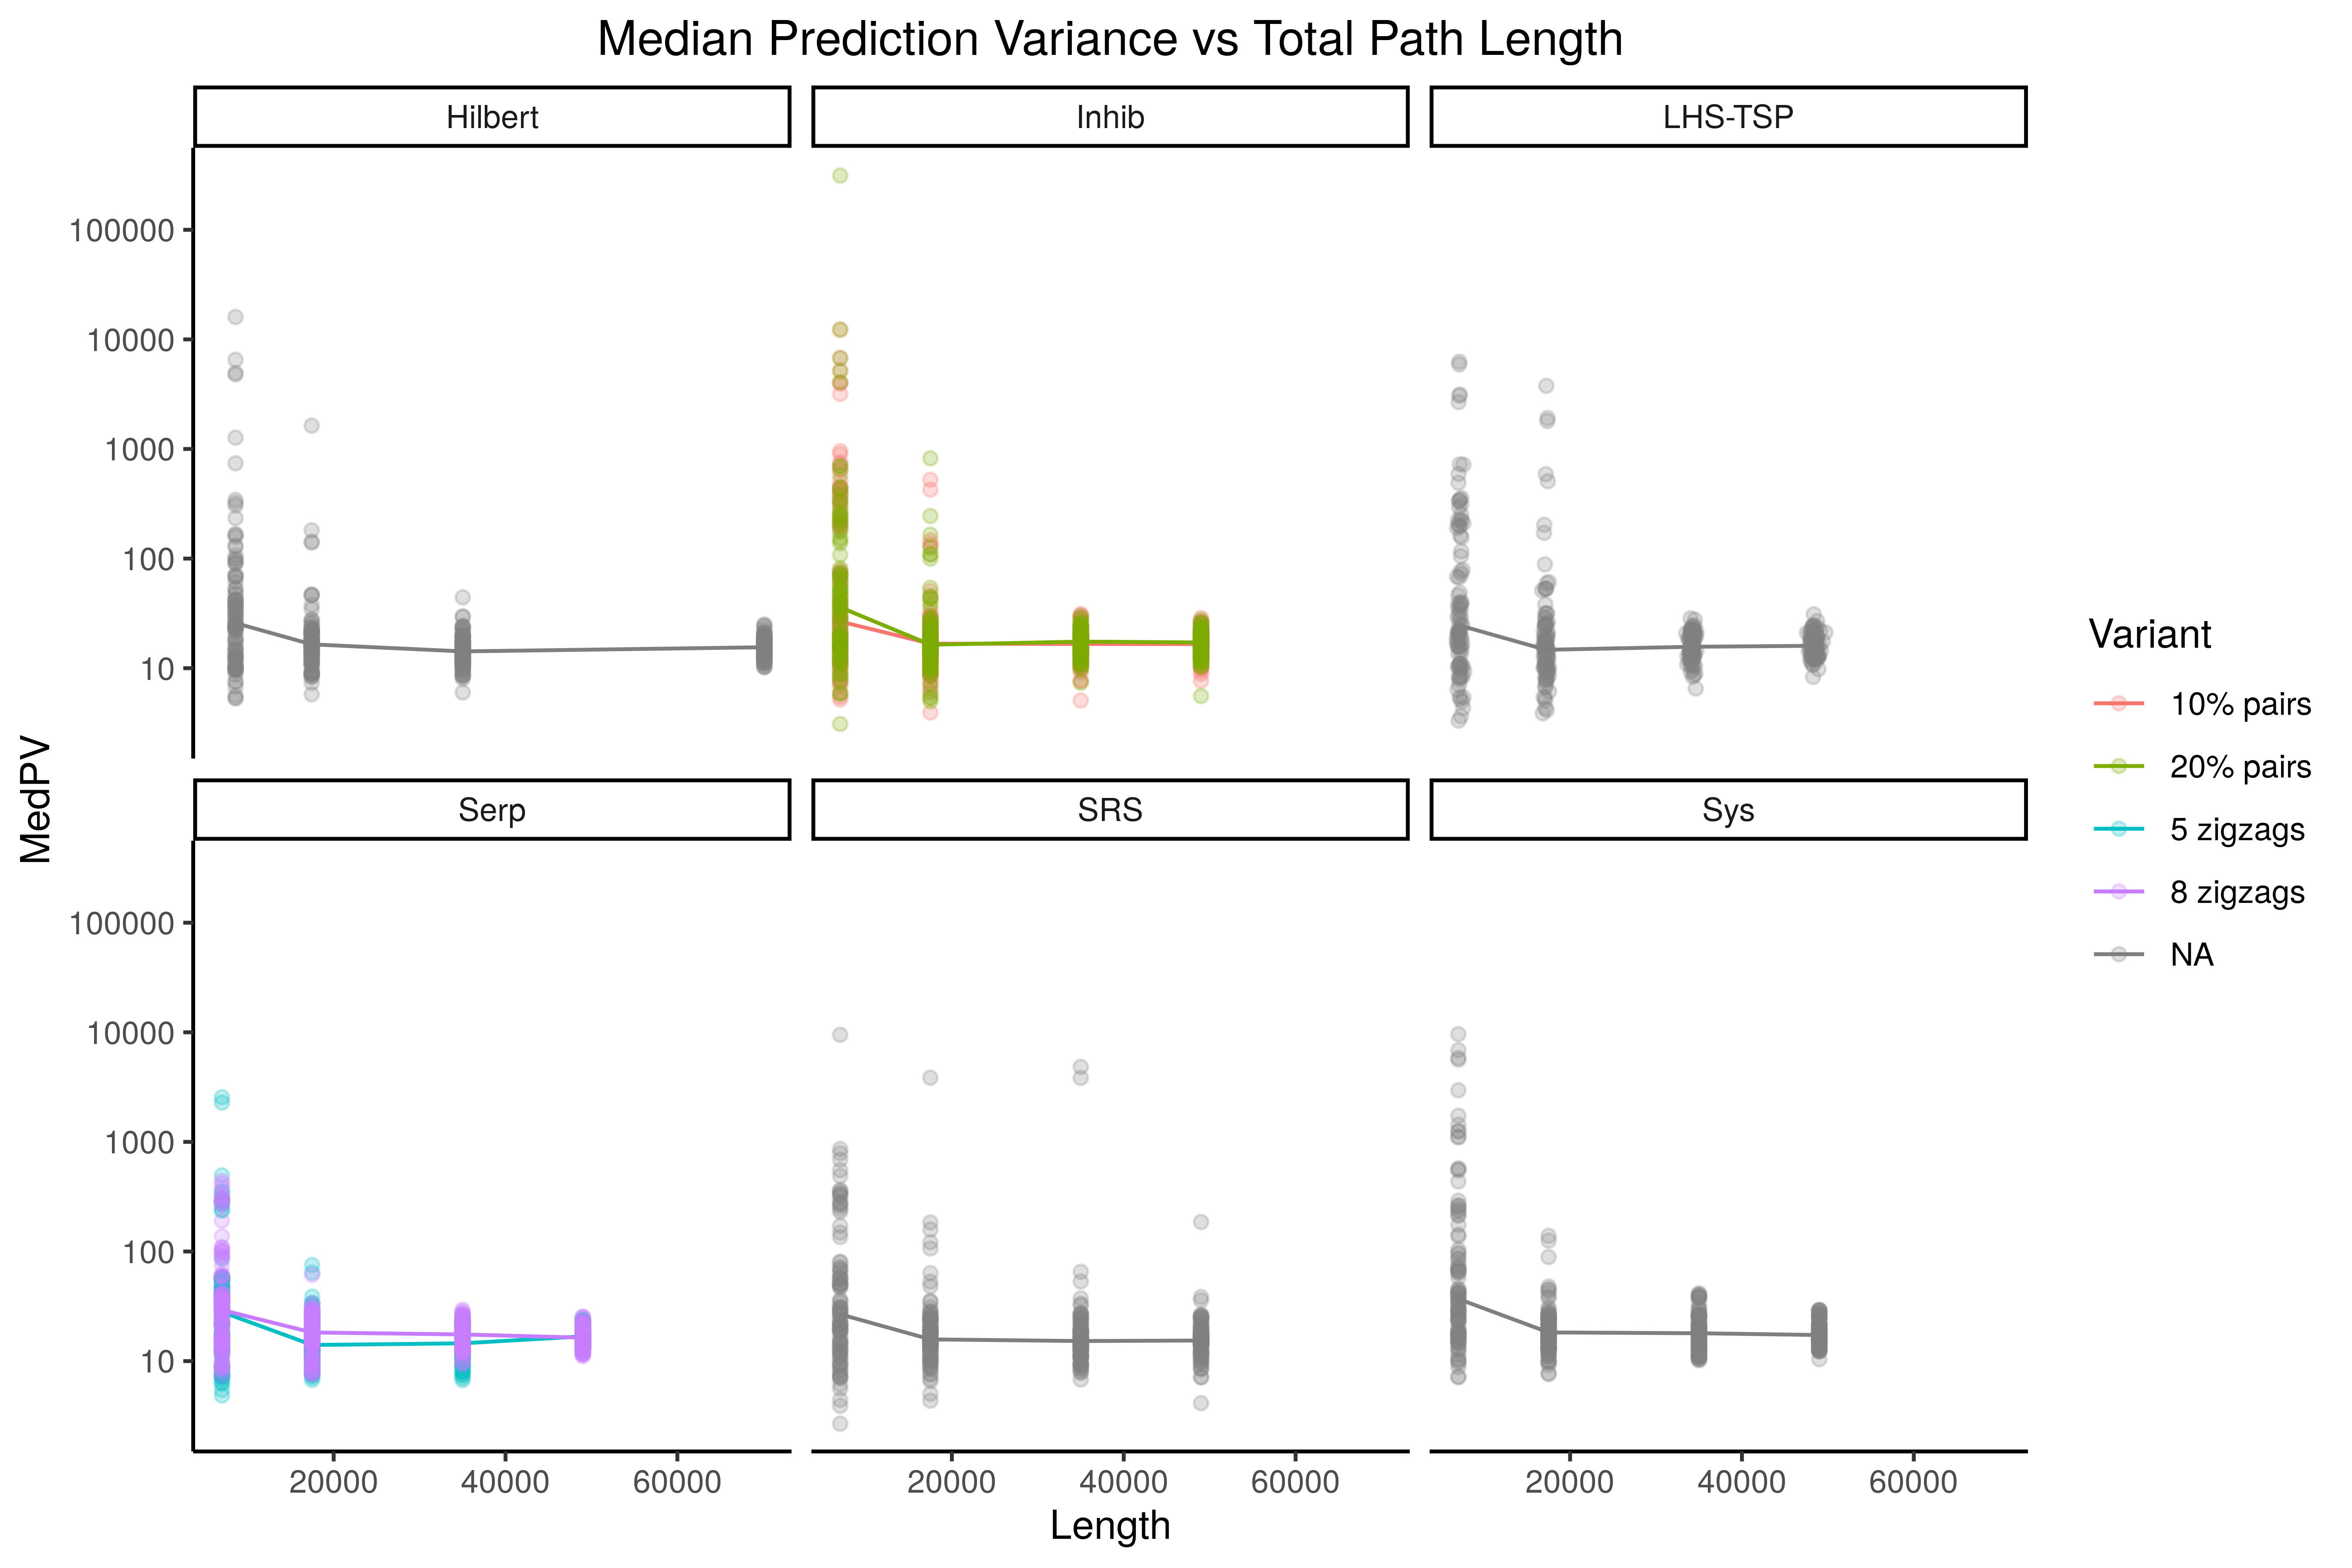 Median Prediction Variance vs Total Path Length
Hilbert
Inhib
LHS-TSP
100000
10000
1000
100
10
Serp
SRS
Sys
100000
10000
1000
100
10
MedPV
20000 40000 60000
20000 40000 60000
20000 40000 60000
Length
Variant
10% pairs
20% pairs
5 zigzags
8 zigzags
NA